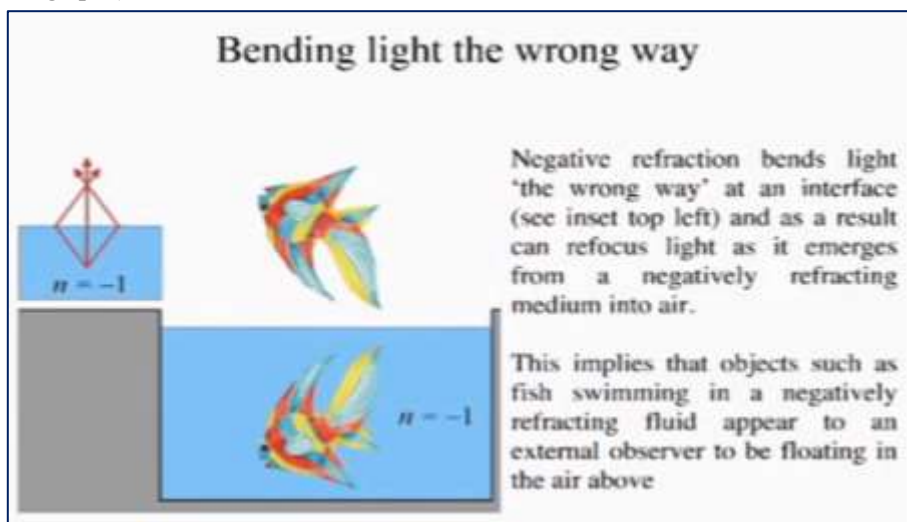 Bending light the wrong way
n = –1
n = –1
Negative refraction bends light
‘the wrong way’ at an interface
(see inset top left) and as a result
can refocus light as it emerges
from a negatively refracting
medium into air.
This implies that objects such as
fish swimming in a negatively
refracting fluid appear to an
external observer to be floating in
the air above